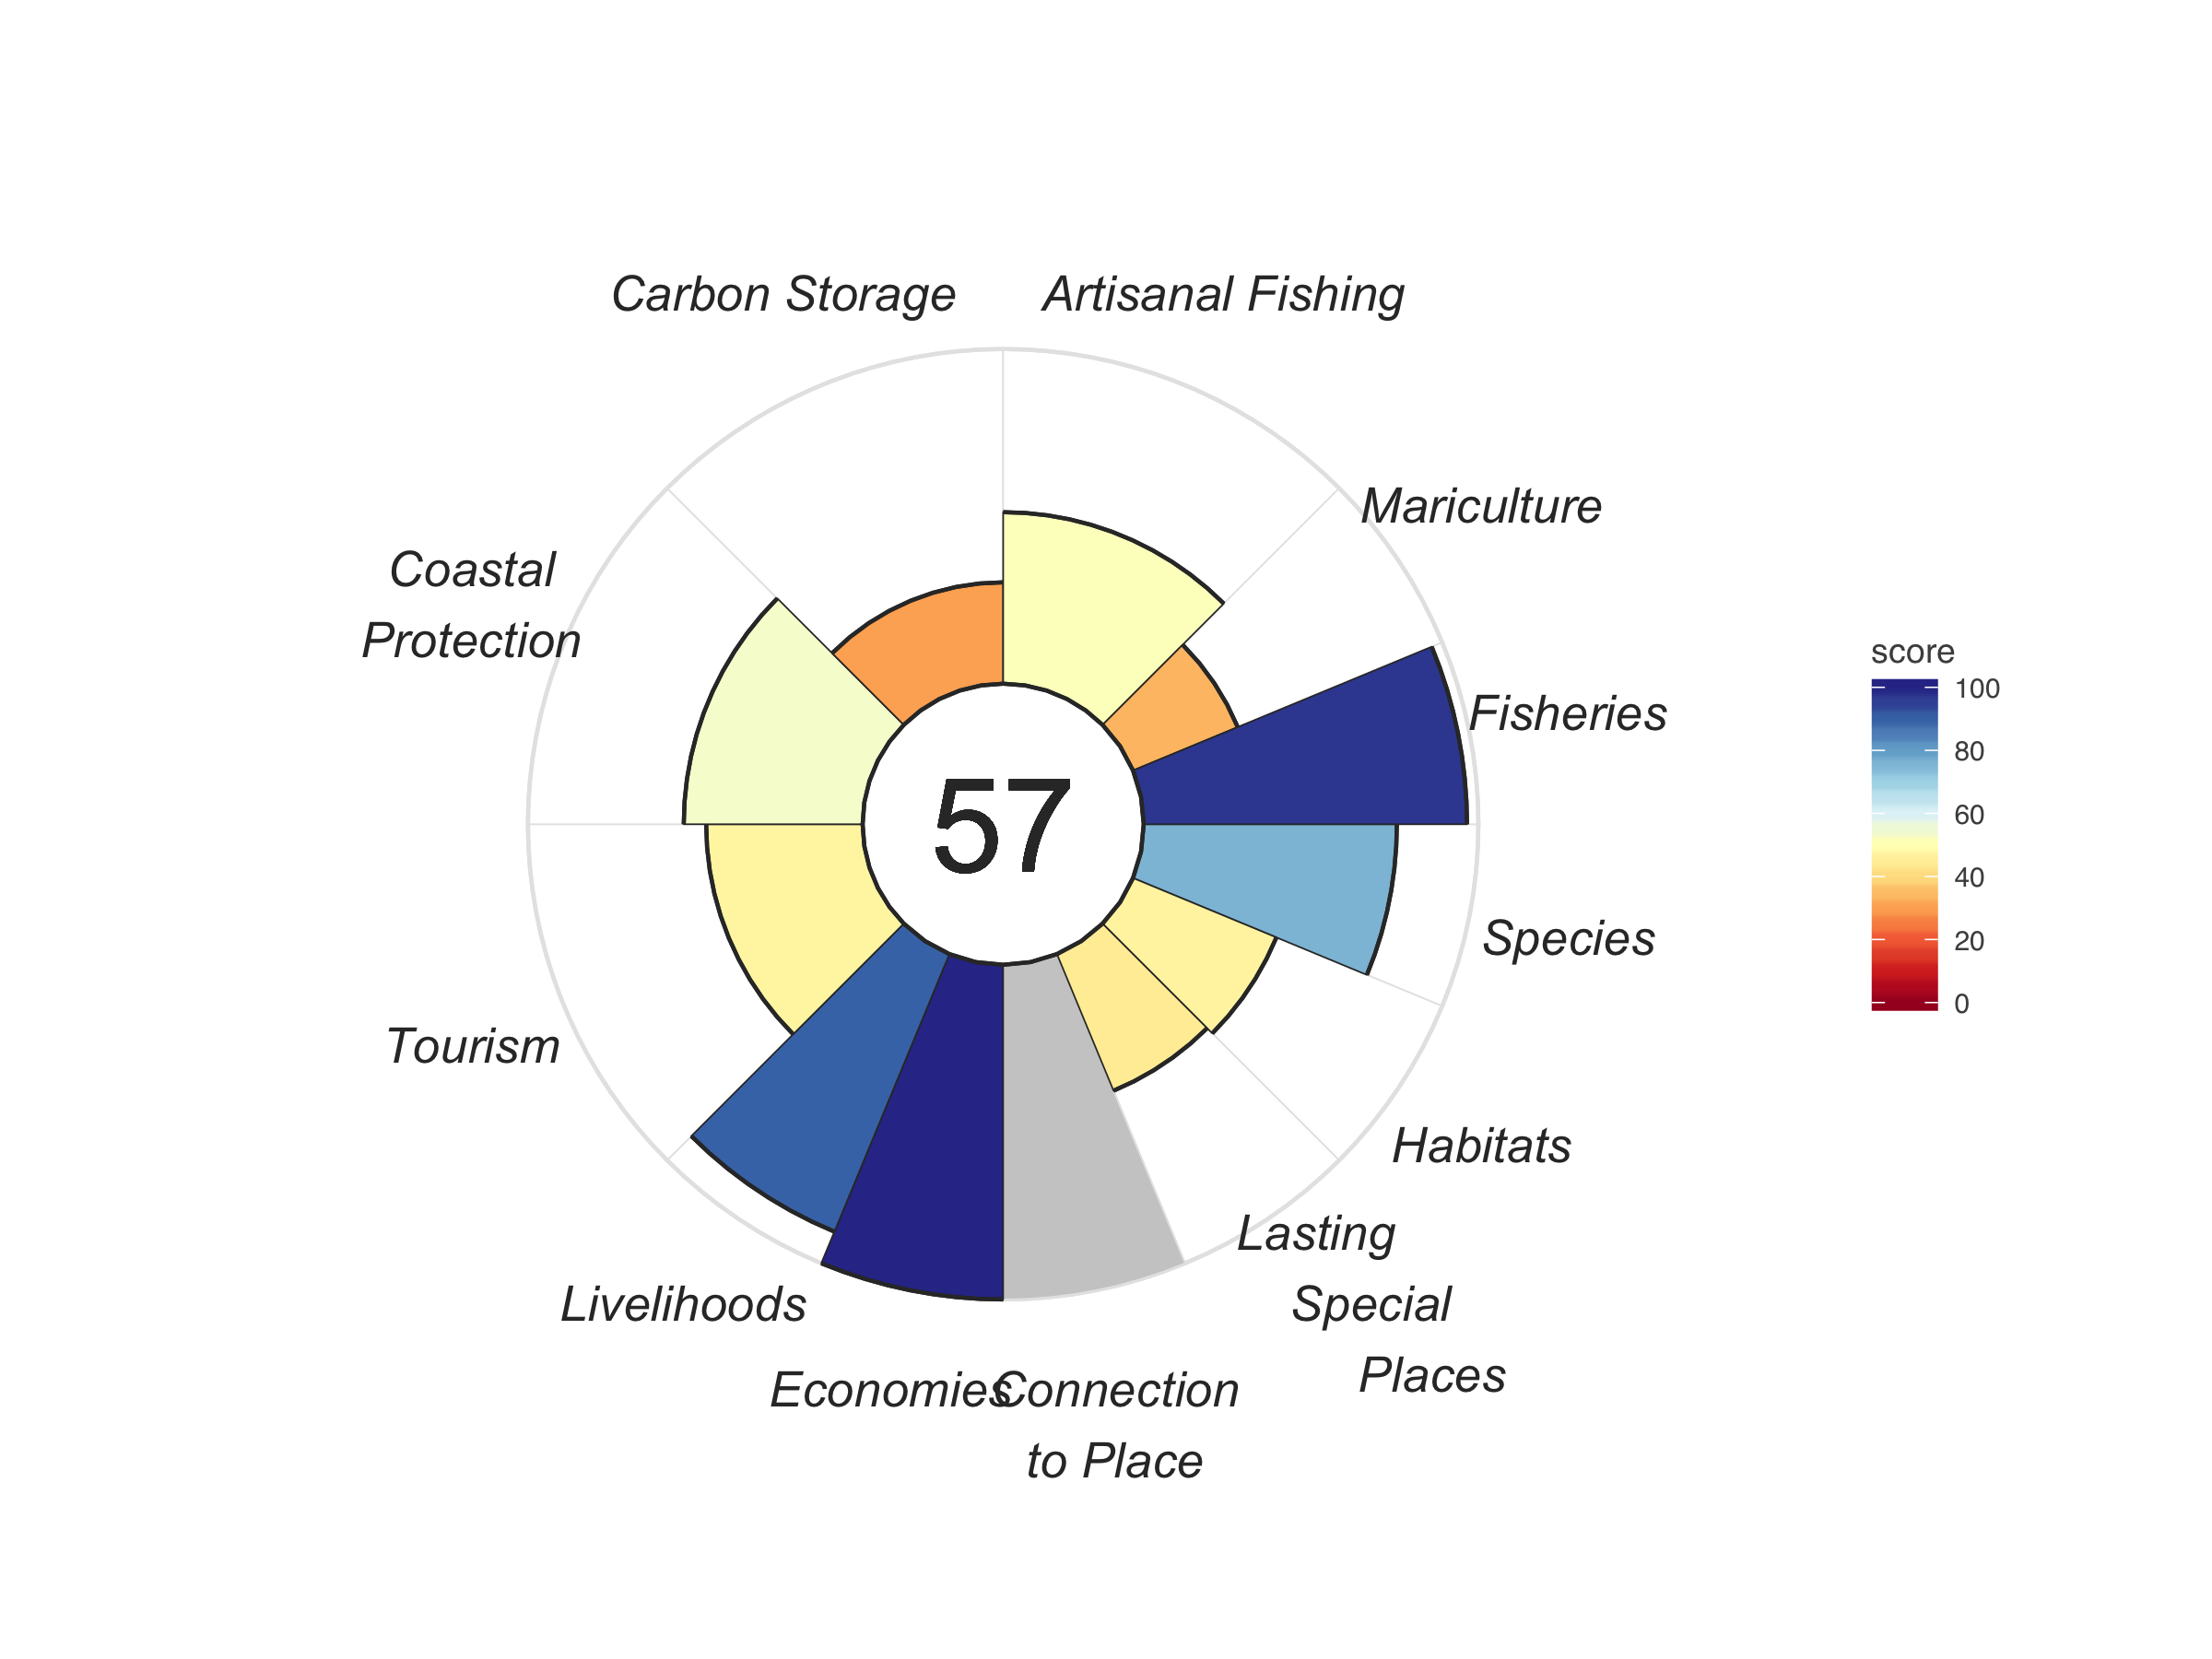 Carbon Storage
Artisanal Fishing
Mariculture
Coastal
Protection
Fisheries
57
Species
Tourism
Habitats
Lasting
Special
Places
Livelihoods
Economies
Connection
to Place
score
100
80
60
40
20
0